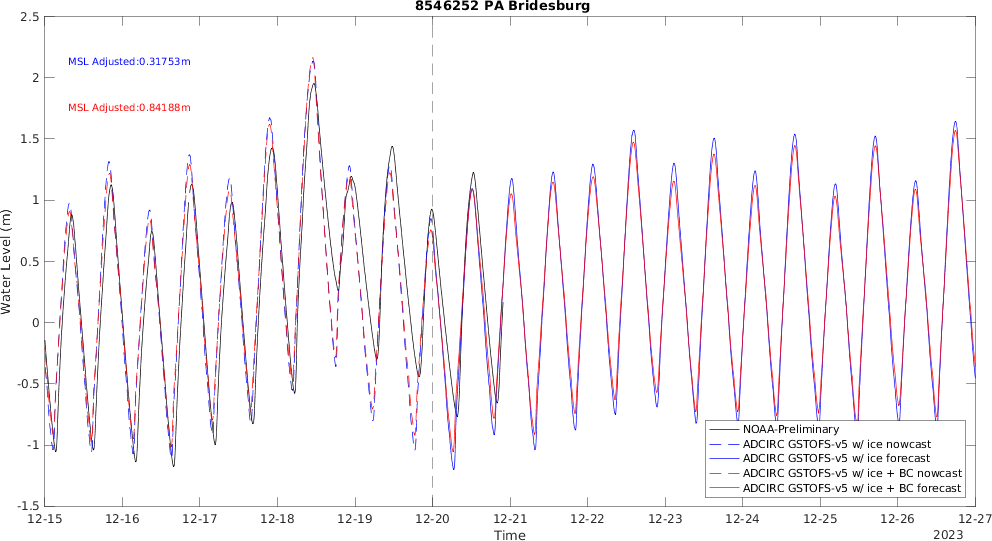 8546252 PA Bridesburg
MSL Adjusted:0.31753m
MSL Adjusted:0.84188m
Water Level (m)
2.5
2
1.5
1
0.5
0
-0.5
-1
-1.5
NOAA-Preliminary
ADCIRC GSTOFS-v5 w/ ice nowcast
ADCIRC GSTOFS-v5 w/ ice forecast
ADCIRC GSTOFS-v5 w/ ice + BC nowcast
ADCIRC GSTOFS-v5 w/ ice + BC forecast
12-15 12-16 12-17 12-18 12-19 12-20 12-21 12-22 12-23 12-24 12-25 12-26 12-27
Time
2023